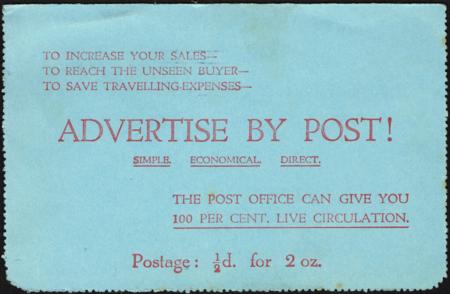 TO INCREASE YOUR SALES—
TO REACH THE UNSEEN BUYER—
TO SAVE TRAVELLING EXPENSES—
ADVERTISE BY POST!
SIMPLE. ECONOMICAL. DIRECT.
THE POST OFFICE CAN GIVE YOU
100 PER CENT. LIVE CIRCULATION.
Postage: ½d. for 2 oz.